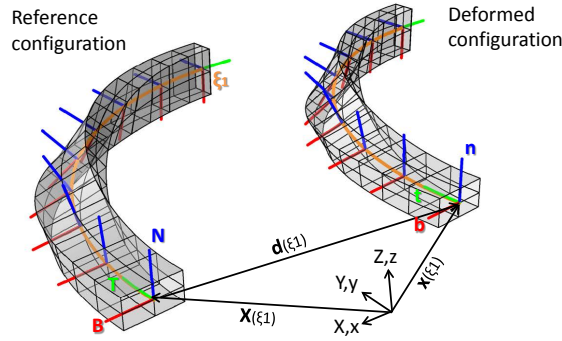 Reference
configuration
Deformed
configuration
ξ1
n
t
b
N
T
B
d(ξ1)
X(ξ1)
x(ξ1)
Z,z
Y,y
X,x